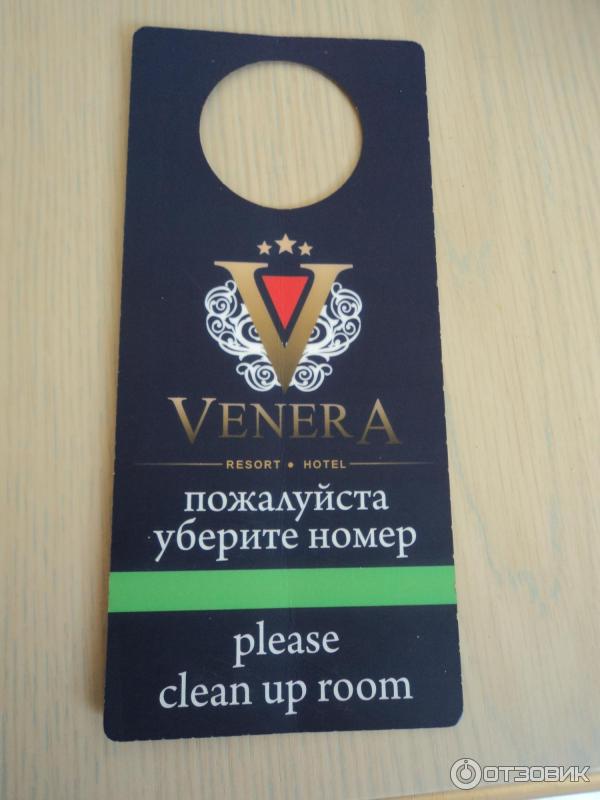 V
VENERA
RESORT • HOTEL
пожалуйста
уберите номер
please
clean up room
ОТЗОВИК